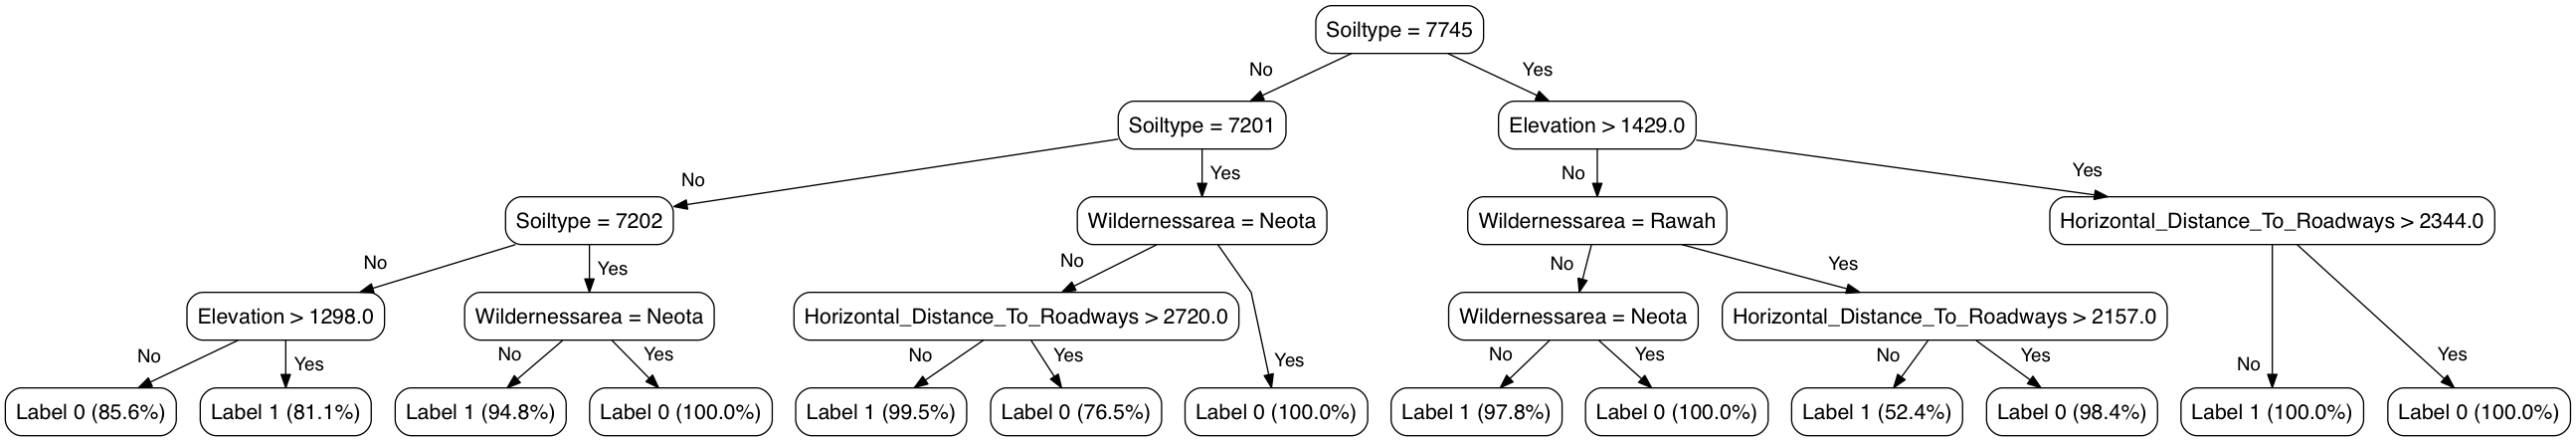 Soiltype = 7745
No
Yes
Soiltype = 7201
Elevation > 1429.0
No
Yes
No
Yes
Soiltype = 7202
Wildernessarea = Neota
Wildernessarea = Rawah
Horizontal_Distance_To_Roadways > 2344.0
No
Yes
No
Yes
No
Yes
No
Yes
Elevation > 1298.0
Wildernessarea = Neota
Horizontal_Distance_To_Roadways > 2720.0
Wildernessarea = Neota
Horizontal_Distance_To_Roadways > 2157.0
No
Yes
No
Yes
No
Yes
No
Yes
No
Yes
Label 0 (85.6%)
Label 1 (81.1%)
Label 1 (94.8%)
Label 0 (100.0%)
Label 1 (99.5%)
Label 0 (76.5%)
Label 0 (100.0%)
Label 1 (97.8%)
Label 0 (100.0%)
Label 1 (52.4%)
Label 0 (98.4%)
Label 1 (100.0%)
Label 0 (100.0%)